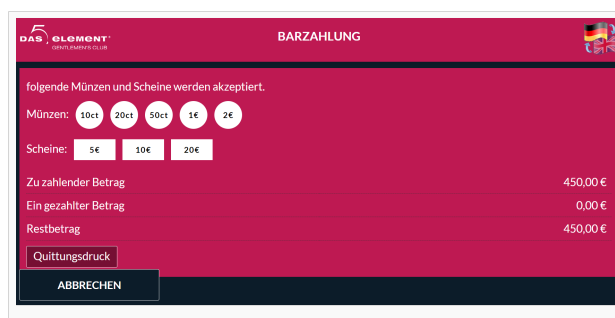 DAS 5 ELEMENT
GENTLEMEN'S CLUB
BARZAHLUNG
folgende Münzen und Scheine werden akzeptiert.
Münzen: 10ct 20ct 50ct 1€ 2€
Scheine: 5€ 10€ 20€
Zu zahlender Betrag 450,00 €
Ein gezahlter Betrag 0,00 €
Restbetrag 450,00 €
Quittungsdruck
ABBRECHEN